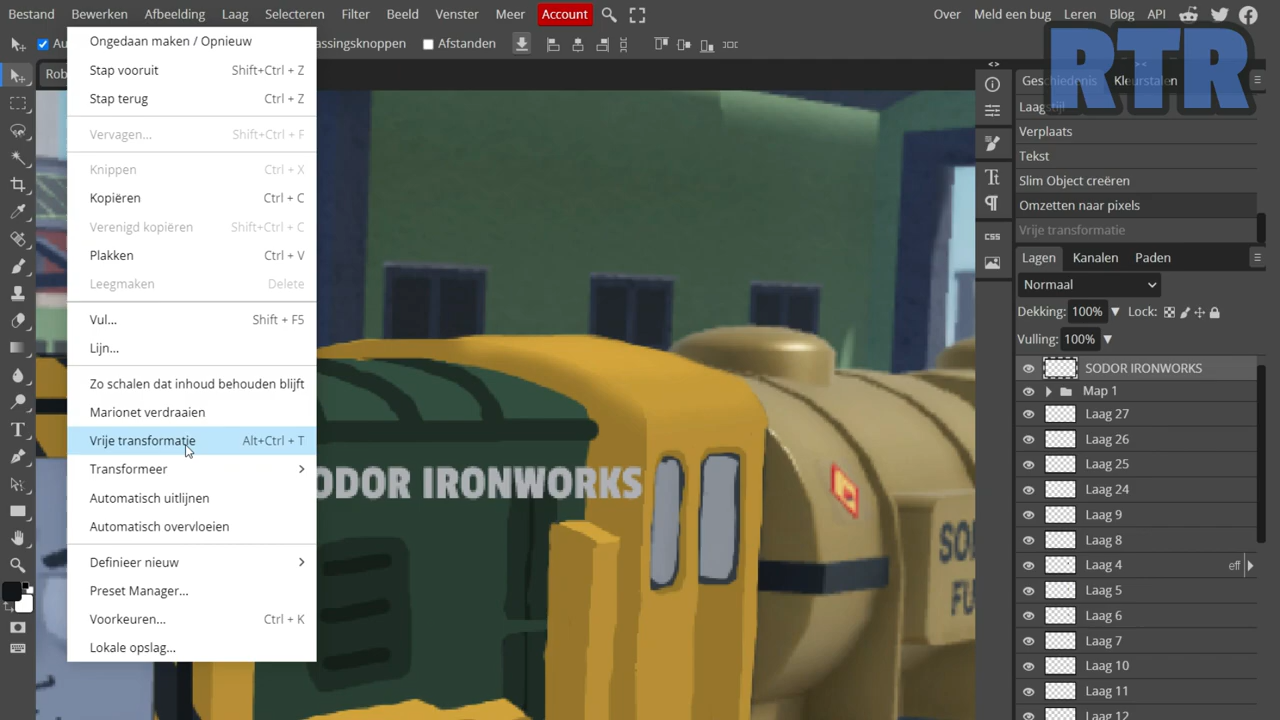 Bestand Bewerken Afbeelding Laag Selecteren Filter Beeld Venster Meer Account Over Meld een bug Leren Blog API
Afstanden
RTR
Geschiedenis Kleurstalen
Ongedaan maken / Opnieuw
Stap vooruit Shift+Ctrl + Z
Stap terug Ctrl + Z
Vervagen... Shift+Ctrl + F
Knippen Ctrl + X
Kopiëren Ctrl + C
Verenigd kopiëren Shift+Ctrl + C
Plakken Ctrl + V
Leegmaken Delete
Vul... Shift + F5
Lijn...
Zo schalen dat inhoud behouden blijft
Marionet verdraaien
Vrije transformatie Alt+Ctrl + T
Transformeer
Automatisch uitlijnen
Automatisch overvloeien
Definieer nieuw
Preset Manager...
Voorkeuren... Ctrl + K
Lokale opslag...
IRONWORKS
Laagstijl
Verplaats
Tekst
Slim Object creëren
Omzetten naar pixels
Vrije transformatie
Lagen Kanalen Paden
Normaal
Dekking: 100% Lock:
Vulling: 100%
SODOR IRONWORKS
Map 1
Laag 27
Laag 26
Laag 25
Laag 24
Laag 9
Laag 8
Laag 4 eff
Laag 5
Laag 6
Laag 7
Laag 10
Laag 11
Laag 12